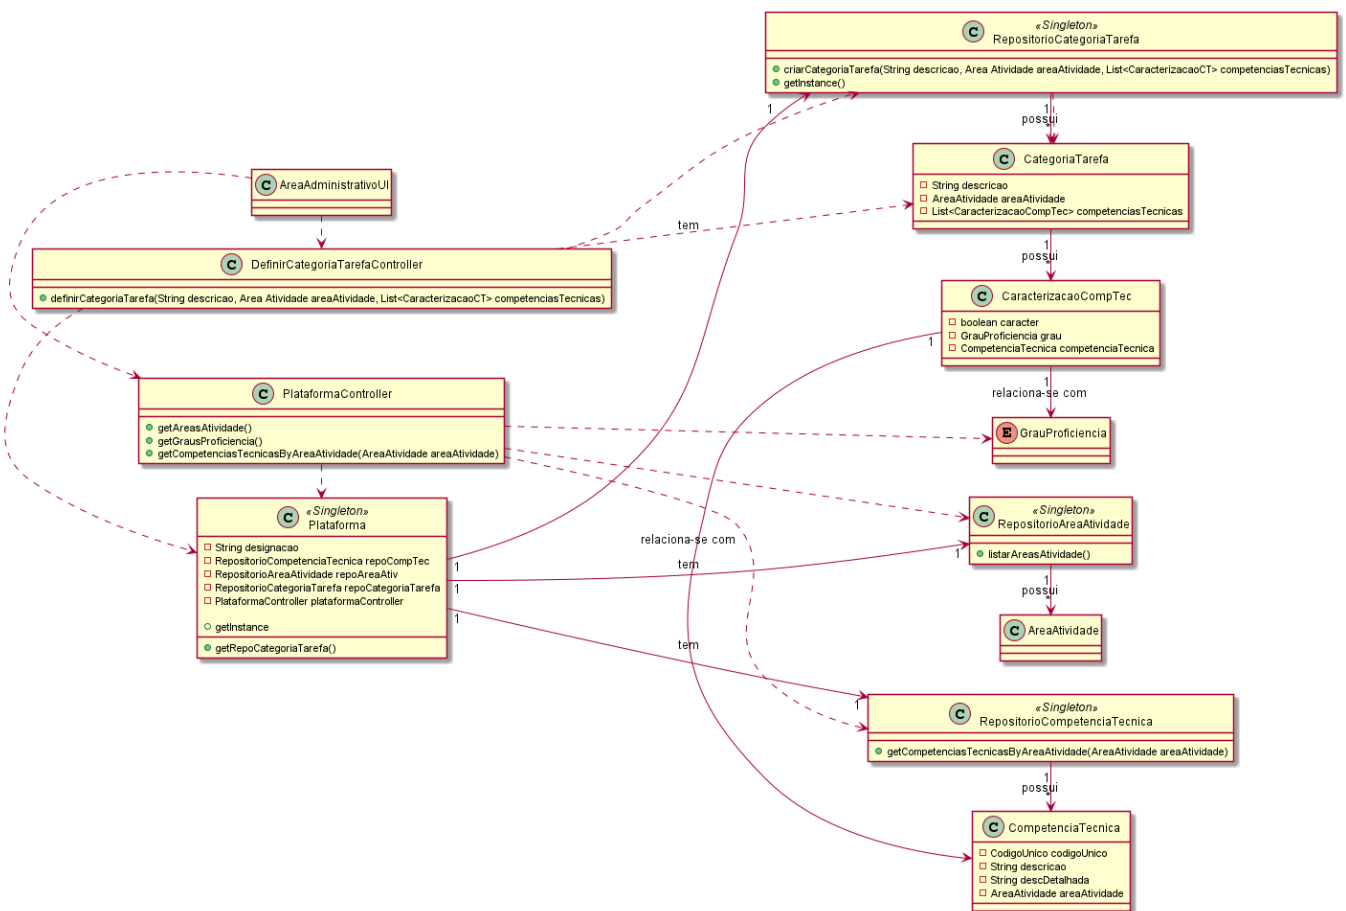 «Singleton»
C RepositorioCategoriaTarefa
criarCategoriaTarefa(String descricao, Area Atividade areaAtividade, List<CaracterizacaoCT> competenciasTecnicas)
getInstance()
1
1
possui
*
C CategoriaTarefa
String descricao
AreaAtividade areaAtividade
List<CaracterizacaoCompTec> competenciasTecnicas
C AreaAdministrativoUI
tem
C DefinirCategoriaTarefaController
definirCategoriaTarefa(String descricao, Area Atividade areaAtividade, List<CaracterizacaoCT> competenciasTecnicas)
1
possui
*
C CaracterizacaoCompTec
boolean caracter
GrauProficiencia grau
CompetenciaTecnica competenciaTecnica
1
1
relaciona-se com
C PlataformaController
getAreasAtividade()
getGrausProficiencia()
getCompetenciasTecnicasByAreaAtividade(AreaAtividade areaAtividade)
E GrauProficiencia
«Singleton»
C Plataforma
String designacao
RepositorioCompetenciaTecnica repoCompTec
RepositorioAreaAtividade repoAreaAtiv
RepositorioCategoriaTarefa repoCategoriaTarefa
PlataformaController plataformaController
getInstance
getRepoCategoriaTarefa()
1
1
1
relaciona-se com
tem
tem
«Singleton»
C RepositorioAreaAtividade
listarAreasAtividade()
1
1
possui
*
C AreaAtividade
1
«Singleton»
C RepositorioCompetenciaTecnica
getCompetenciasTecnicasByAreaAtividade(AreaAtividade areaAtividade)
1
possui
*
C CompetenciaTecnica
CodigoUnico codigoUnico
String descricao
String descDetalhada
AreaAtividade areaAtividade